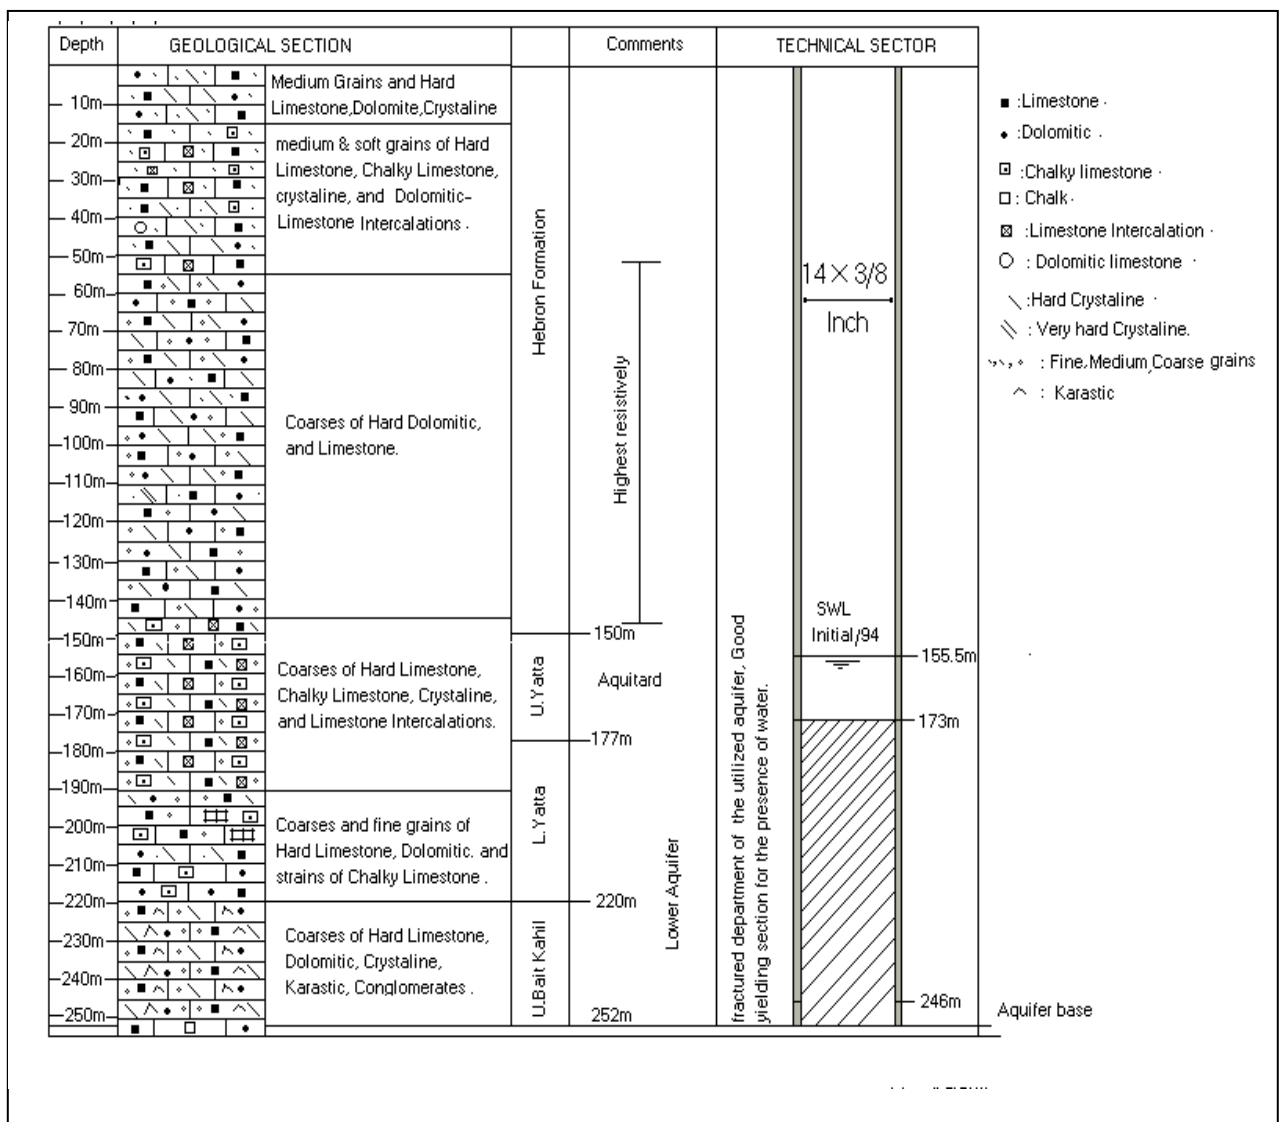 Depth
GEOLOGICAL SECTION
Comments
TECHNICAL SECTOR
10m
20m
30m
40m
50m
60m
70m
80m
90m
100m
110m
120m
130m
140m
150m
160m
170m
180m
190m
200m
210m
220m
230m
240m
250m
Medium Grains and Hard
Limestone,Dolomite,Crystaline
medium & soft grains of Hard
Limestone, Chalky Limestone,
crystaline, and Dolomitic-
Limestone Intercalations .
Coarses of Hard Dolomitic,
and Limestone.
Coarses of Hard Limestone,
Chalky Limestone, Crystaline,
and Limestone Intercalations.
Coarses and fine grains of
Hard Limestone, Dolomitic. and
strains of Chalky Limestone .
Coarses of Hard Limestone,
Dolomitic, Crystaline,
Karastic, Conglomerates .
Hebron Formation
U.Yatta
L.Yatta
U.Bait Kahil
Highest resistively
150m
Aquitard
177m
220m
Lower Aquifer
252m
fractured department of the utilized aquifer, Good
yielding section for the presence of water.
14×3/8
Inch
SWL
Initial/94
155.5m
173m
246m
Aquifer base
:Limestone .
:Dolomitic .
:Chalky limestone .
: Chalk.
:Limestone Intercalation .
: Dolomitic limestone
:Hard Crystaline
: Very hard Crystaline.
: Fine,Medium,Coarse grains
: Karastic